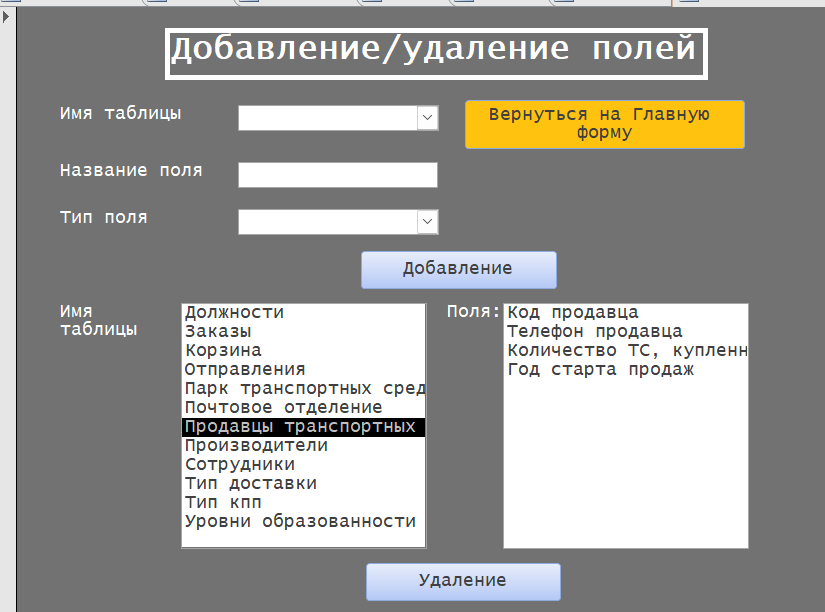 Добавление/удаление полей
Имя таблицы
Вернуться на Главную
форму
Название поля
Тип поля
Добавление
Имя
таблицы
Должности
Заказы
Корзина
Отправления
Парк транспортных сред
Почтовое отделение
Продавцы транспортных
Производители
Сотрудники
Тип доставки
Тип кпп
Уровни образованности
Поля:
Код продавца
Телефон продавца
Количество ТС, купленн
Год старта продаж
Удаление